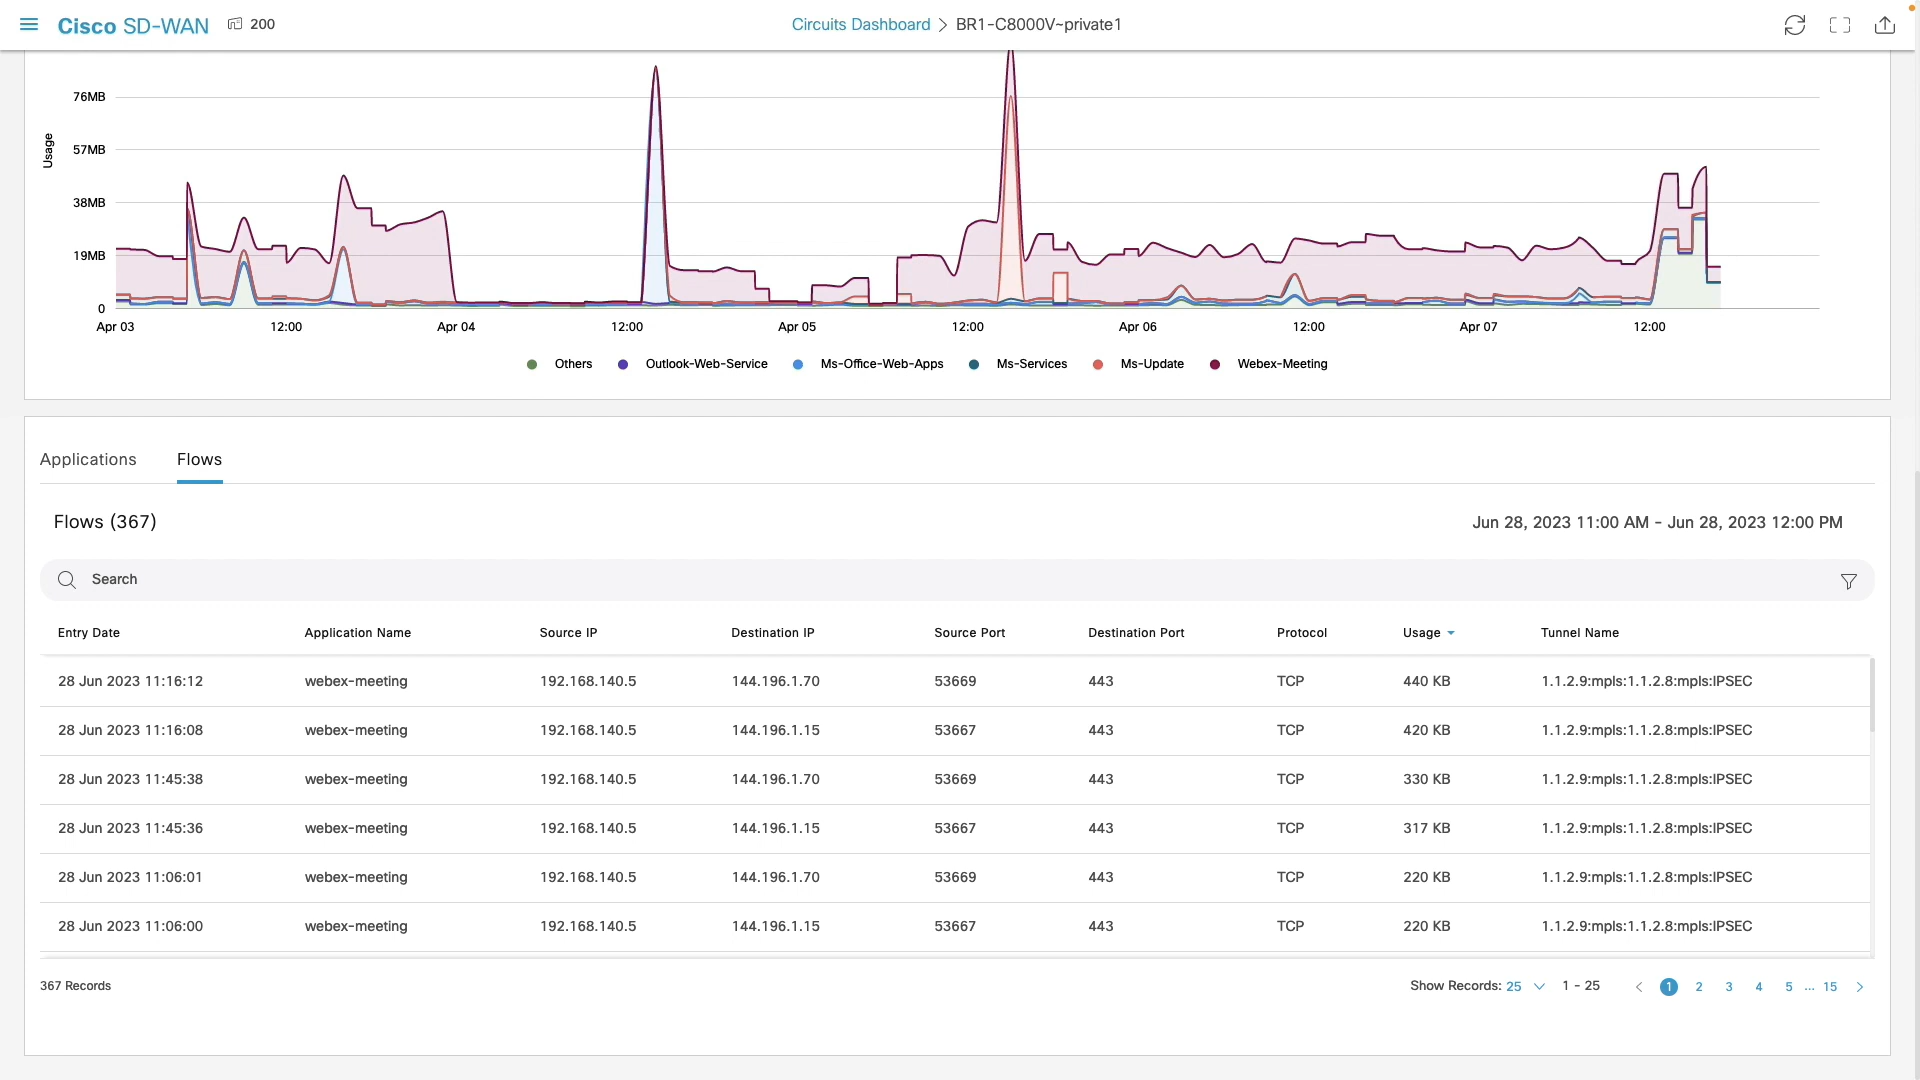 Cisco SD-WAN 200 Circuits Dashboard > BR1-C8000V~private1
Usage
76MB
57MB
38MB
19MB
0
Apr 03 12:00 Apr 04 12:00 Apr 05 12:00 Apr 06 12:00 Apr 07 12:00
Others Outlook-Web-Service Ms-Office-Web-Apps Ms-Services Ms-Update Webex-Meeting
Applications Flows
Flows (367) Jun 28, 2023 11:00 AM - Jun 28, 2023 12:00 PM
Search
Entry Date Application Name Source IP Destination IP Source Port Destination Port Protocol Usage Tunnel Name
28 Jun 2023 11:16:12 webex-meeting 192.168.140.5 144.196.1.70 53669 443 TCP 440 KB 1.1.2.9:mpls:1.1.2.8:mpls:IPSEC
28 Jun 2023 11:16:08 webex-meeting 192.168.140.5 144.196.1.15 53667 443 TCP 420 KB 1.1.2.9:mpls:1.1.2.8:mpls:IPSEC
28 Jun 2023 11:45:38 webex-meeting 192.168.140.5 144.196.1.70 53669 443 TCP 330 KB 1.1.2.9:mpls:1.1.2.8:mpls:IPSEC
28 Jun 2023 11:45:36 webex-meeting 192.168.140.5 144.196.1.15 53667 443 TCP 317 KB 1.1.2.9:mpls:1.1.2.8:mpls:IPSEC
28 Jun 2023 11:06:01 webex-meeting 192.168.140.5 144.196.1.70 53669 443 TCP 220 KB 1.1.2.9:mpls:1.1.2.8:mpls:IPSEC
28 Jun 2023 11:06:00 webex-meeting 192.168.140.5 144.196.1.15 53667 443 TCP 220 KB 1.1.2.9:mpls:1.1.2.8:mpls:IPSEC
367 Records Show Records: 25 1 - 25 < 1 2 3 4 5 ... 15 >